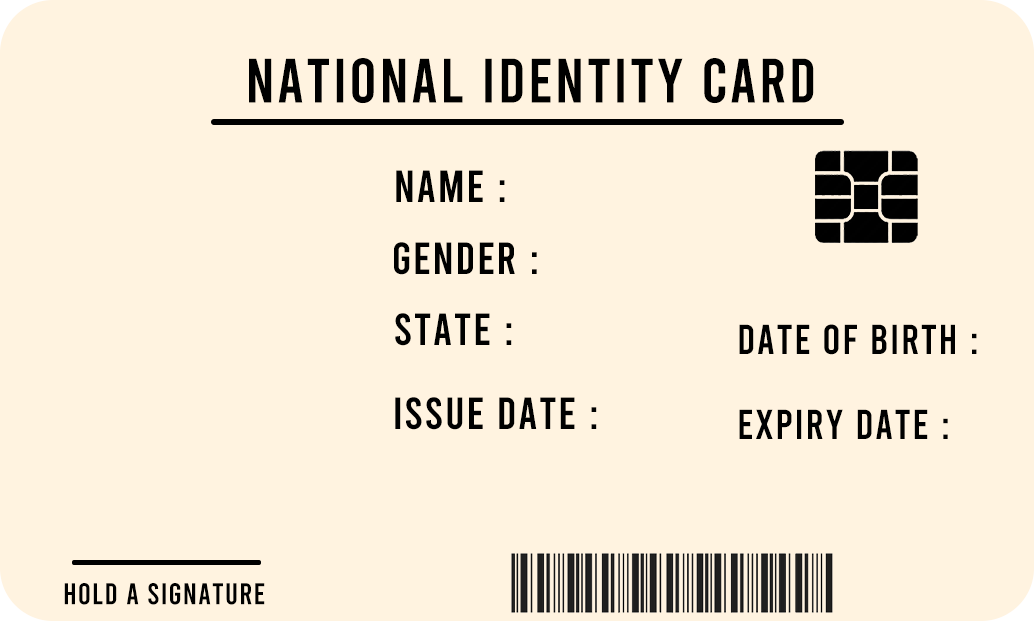 NATIONAL IDENTITY CARD
NAME :
GENDER :
STATE :
DATE OF BIRTH :
ISSUE DATE :
EXPIRY DATE :
HOLD A SIGNATURE